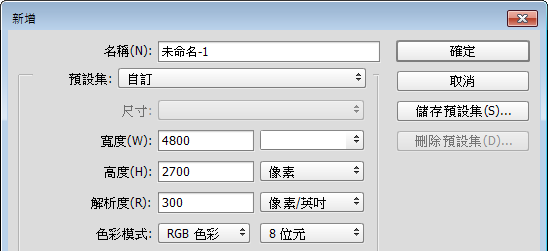 新增
名稱(N): 未命名-1 確定
預設集: 自訂 取消
尺寸: 儲存預設集(S)...
寬度(W): 4800 刪除預設集(D)...
高度(H): 2700 像素
解析度(R): 300 像素/英吋
色彩模式: RGB 色彩 8 位元